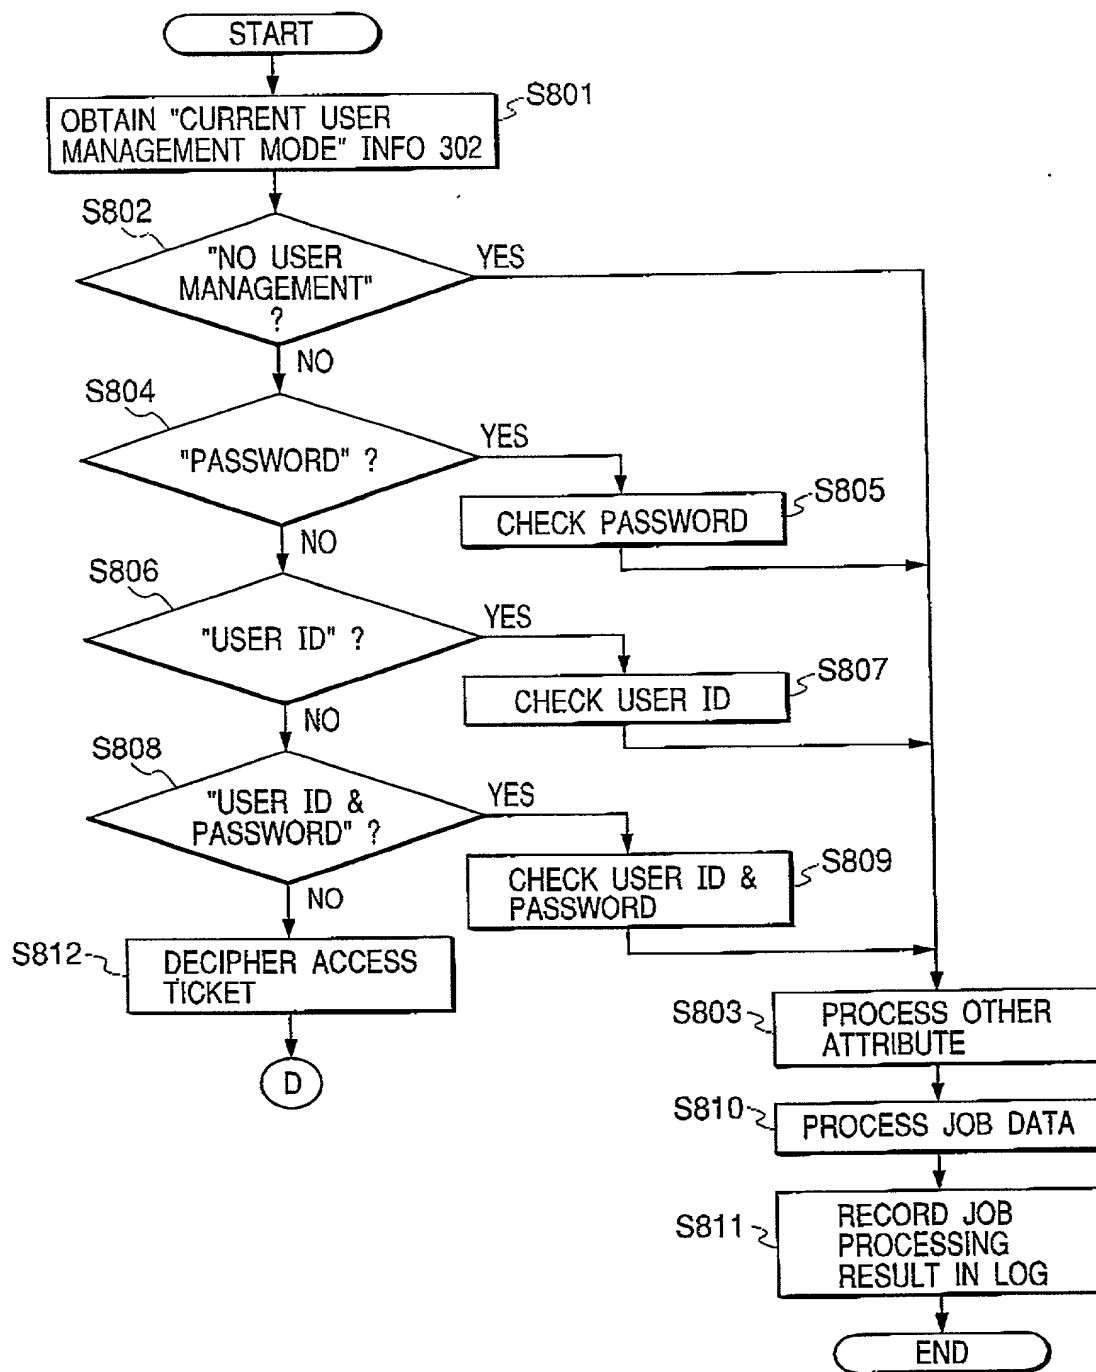 START
S801
OBTAIN "CURRENT USER
MANAGEMENT MODE" INFO 302
S802
"NO USER
MANAGEMENT"
?
YES
NO
S804
"PASSWORD" ?
YES
S805
CHECK PASSWORD
NO
S806
"USER ID" ?
YES
S807
CHECK USER ID
NO
S808
"USER ID &
PASSWORD" ?
YES
S809
CHECK USER ID &
PASSWORD
NO
S812
DECIPHER ACCESS
TICKET
D
S803
PROCESS OTHER
ATTRIBUTE
S810
PROCESS JOB DATA
S811
RECORD JOB
PROCESSING
RESULT IN LOG
END